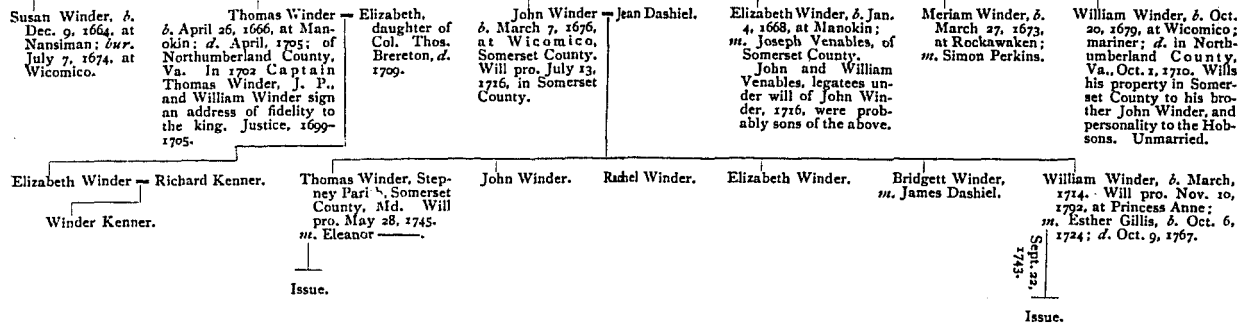 Susan Winder, b.
Dec. 9, 1664, at
Nansiman; bur.
July 7, 1674, at
Wicomico.
Thomas Winder — Elizabeth,
b. April 26, 1666, at Man-
okin; d. April, 1705; of
Northumberland County,
Va. In 1702 Captain
Thomas Winder, J. P.,
and William Winder sign
an address of fidelity to
the king. Justice, 1699–
1705.
daughter of
Col. Thos.
Brereton, d.
1709.
John Winder — Jean Dashiel.
b. March 7, 1676,
at Wicomico,
Somerset County.
Will pro. July 13,
1716, in Somerset
County.
Elizabeth Winder, b. Jan.
4, 1668, at Manokin;
m. Joseph Venables, of
Somerset County.
John and William
Venables, legatees un-
der will of John Win-
der, 1716, were prob-
ably sons of the above.
Meriam Winder, b.
March 27, 1673,
at Rockawaken;
m. Simon Perkins.
William Winder, b. Oct.
20, 1679, at Wicomico;
mariner; d. in North-
umberland County,
Va., Oct. 1, 1710. Wills
his property in Somer-
set County to his bro-
ther John Winder, and
personality to the Hob-
sons. Unmarried.
Elizabeth Winder — Richard Kenner.
Winder Kenner.
Thomas Winder, Step-
ney Parish, Somerset
County, Md. Will
pro. May 28, 1745.
m. Eleanor ———.
Issue.
John Winder.
Rachel Winder.
Elizabeth Winder.
Bridgett Winder,
m. James Dashiel.
William Winder, b. March,
1714. Will pro. Nov. 10,
1792, at Princess Anne;
m. Esther Gillis, b. Oct. 6,
1724; d. Oct. 9, 1767.
Sept. 22,
1743.
Issue.